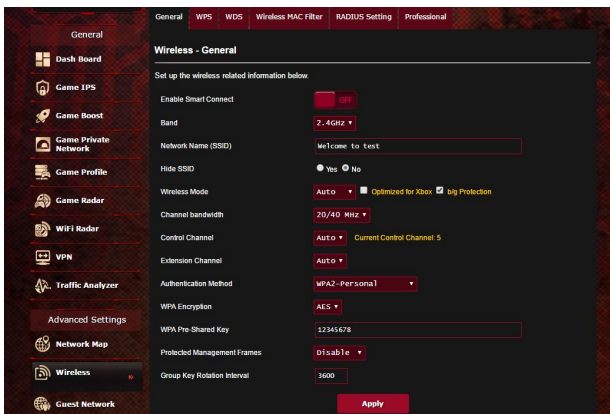 General WPS WDS Wireless MAC Filter RADIUS Setting Professional
General
Dash Board
Game IPS
Game Boost
Game Private
Network
Game Profile
Game Radar
WiFi Radar
VPN
Traffic Analyzer
Advanced Settings
Network Map
Wireless
Guest Network
Wireless - General
Set up the wireless related information below.
Enable Smart Connect OFF
Band 2.4GHz
Network Name (SSID) Welcome to test
Hide SSID Yes No
Wireless Mode Auto Optimized for Xbox b/g Protection
Channel bandwidth 20/40 MHz
Control Channel Auto Current Control Channel: 5
Extension Channel Auto
Authentication Method WPA2-Personal
WPA Encryption AES
WPA Pre-Shared Key 12345678
Protected Management Frames Disable
Group Key Rotation Interval 3600
Apply